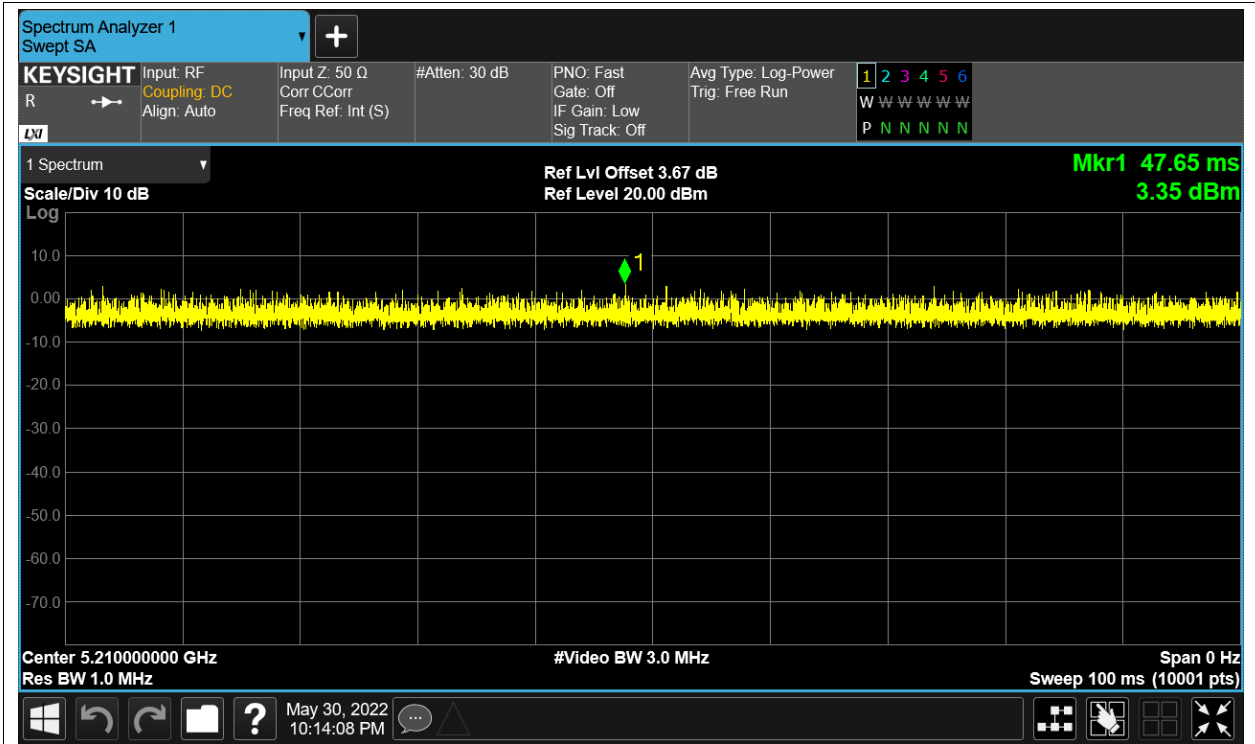 Spectrum Analyzer 1
Swept SA
KEYSIGHT Input: RF Input Z: 50 Ω #Atten: 30 dB PNO: Fast Avg Type: Log-Power 1 2 3 4 5 6
R Coupling: DC Corr CCorr Gate: Off Trig: Free Run W W W W W W
Align: Auto Freq Ref: Int (S) IF Gain: Low
LXI Sig Track: Off P N N N N N
1 Spectrum Ref Lvl Offset 3.67 dB Mkr1 47.65 ms
Scale/Div 10 dB Ref Level 20.00 dBm 3.35 dBm
Log
10.0
1
0.00
-10.0
-20.0
-30.0
-40.0
-50.0
-60.0
-70.0
Center 5.210000000 GHz #Video BW 3.0 MHz Span 0 Hz
Res BW 1.0 MHz Sweep 100 ms (10001 pts)
? May 30, 2022
10:14:08 PM